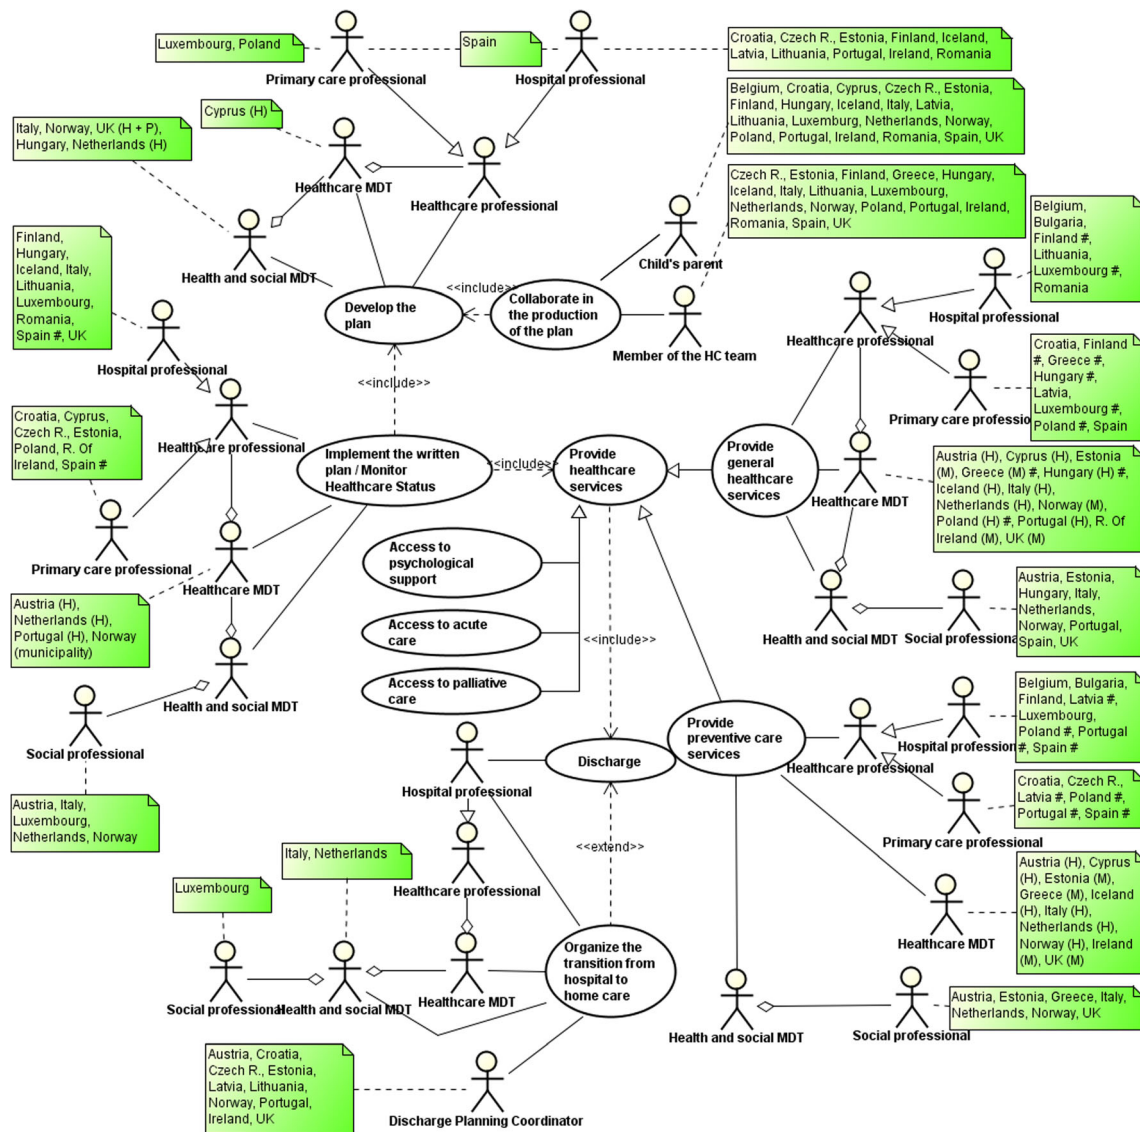 Luxembourg, Poland
Primary care professional
Spain
Hospital professional
Croatia, Czech R., Estonia, Finland, Iceland,
Latvia, Lithuania, Portugal, Ireland, Romania
Cyprus (H)
Belgium, Croatia, Cyprus, Czech R., Estonia,
Finland, Hungary, Iceland, Italy, Latvia,
Lithuania, Luxemburg, Netherlands, Norway,
Poland, Portugal, Ireland, Romania, Spain, UK
Italy, Norway, UK (H + P),
Hungary, Netherlands (H)
Healthcare MDT
Healthcare professional
Czech R., Estonia, Finland, Greece, Hungary,
Iceland, Italy, Lithuania, Luxembourg,
Netherlands, Norway, Poland, Portugal, Ireland,
Romania, Spain, UK
Health and social MDT
Child's parent
Belgium,
Bulgaria,
Finland #,
Lithuania,
Luxembourg #,
Romania
Finland,
Hungary,
Iceland, Italy,
Lithuania,
Luxembourg,
Romania,
Spain #, UK
Develop the
plan
<<include>>
Collaborate in
the production
of the plan
Member of the HC team
Hospital professional
Healthcare professional
Hospital professional
<<include>>
Croatia, Finland
#, Greece #,
Hungary #,
Latvia,
Luxembourg #,
Poland #, Spain
Primary care professio
Croatia, Cyprus,
Czech R., Estonia,
Poland, R. Of
Ireland, Spain #
Healthcare professional
Implement the written
plan / Monitor
Healthcare Status
<<include>>
Provide
healthcare
services
Provide
general
healthcare
services
Healthcare MDT
Austria (H), Cyprus (H), Estonia
(M), Greece (M) #, Hungary (H) #,
Iceland (H), Italy (H),
Netherlands (H), Norway (M),
Poland (H) #, Portugal (H), R. Of
Ireland (M), UK (M)
Primary care professional
Healthcare MDT
Access to
psychological
support
Austria (H),
Netherlands (H),
Portugal (H), Norway
(municipality)
Access to acute
care
<<include>>
Health and social MDT
Social professional
Austria, Estonia,
Hungary, Italy,
Netherlands,
Norway, Portugal,
Spain, UK
Health and social MDT
Access to palliative
care
Social professional
Provide
preventive care
services
Hospital professional
Discharge
Healthcare professional
Hospital profession
Belgium, Bulgaria,
Finland, Latvia #,
Luxembourg,
Poland #, Portugal
#, Spain #
Austria, Italy,
Luxembourg,
Netherlands, Norway
Croatia, Czech R.,
Latvia #, Poland #,
Portugal #, Spain #
Primary care professional
<<extend>>
Italy, Netherlands
Healthcare professional
Luxembourg
Austria (H), Cyprus
(H), Estonia (M),
Greece (M), Iceland
(H), Italy (H),
Netherlands (H),
Norway (H), Ireland
(M), UK (M)
Healthcare MDT
Organize the
transition from
hospital to
home care
Social professional
Health and social MDT
Healthcare MDT
Health and social MDT
Social professional
Austria, Estonia, Greece, Italy,
Netherlands, Norway, UK
Austria, Croatia,
Czech R., Estonia,
Latvia, Lithuania,
Norway, Portugal,
Ireland, UK
Discharge Planning Coordinator